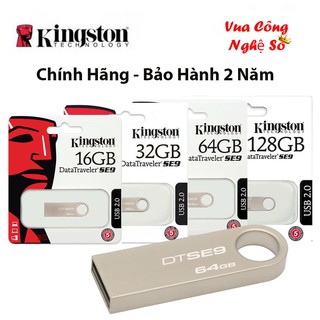 Kingston
TECHNOLOGY
Vua Công
Nghệ Số
Chính Hãng - Bảo Hành 2 Năm
Kingston
16GB
DataTraveler SE9
USB 2.0
Kingston
32GB
DataTraveler SE9
USB 2.0
Kingston
64GB
DataTraveler SE9
USB 2.0
Kingston
128GB
DataTraveler SE9
USB 2.0
DTSE9
64GB